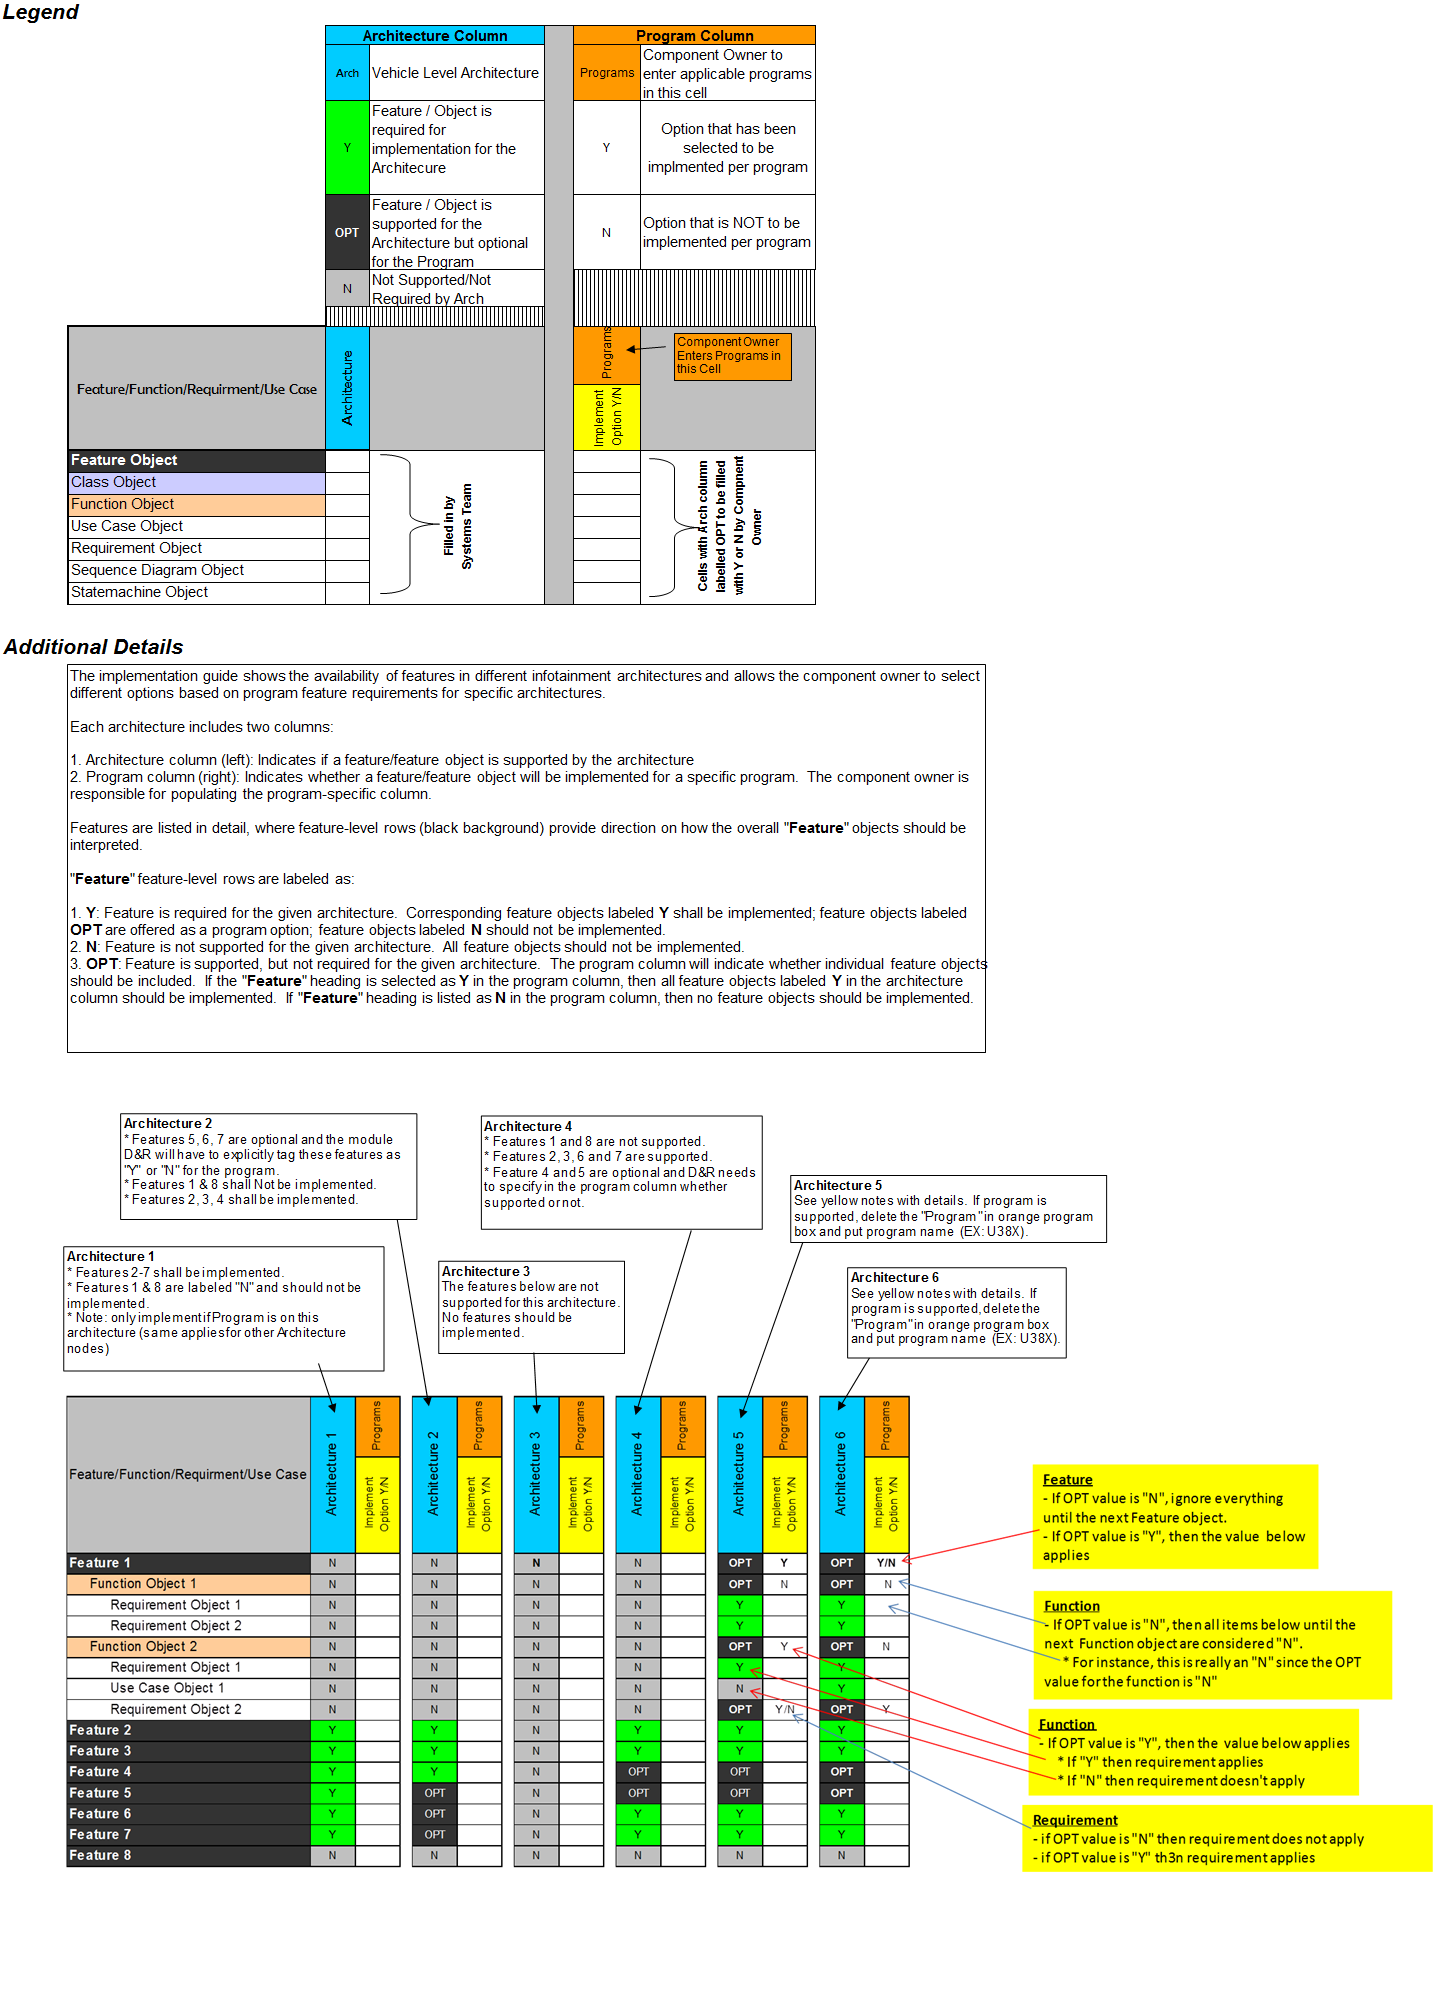 Legend
Architecture Column
Program Column
Arch
Vehicle Level Architecture
Programs
Component Owner to
enter applicable programs
in this cell
Y
Feature / Object is
required for
implementation for the
Architecure
Y
Option that has been
selected to be
implmented per program
OPT
Feature / Object is
supported for the
Architecture but optional
for the Program
N
Option that is NOT to be
implemented per program
N
Not Supported/Not
Required by Arch
Feature/Function/Requirment/Use Case
Architecture
Programs
Component Owner
Enters Programs in
this Cell
Implement
Option Y/N
Feature Object
Class Object
Function Object
Use Case Object
Requirement Object
Sequence Diagram Object
Statemachine Object
Filled in by
Systems Team
Cells with Arch column
labelled OPT to be filled
with Y or N by Compnent
Owner
Additional Details
The implementation guide shows the availability of features in different infotainment architectures and allows the component owner to select
different options based on program feature requirements for specific architectures.
Each architecture includes two columns:
1. Architecture column (left): Indicates if a feature/feature object is supported by the architecture
2. Program column (right): Indicates whether a feature/feature object will be implemented for a specific program. The component owner is
responsible for populating the program-specific column.
Features are listed in detail, where feature-level rows (black background) provide direction on how the overall "Feature" objects should be
interpreted.
"Feature" feature-level rows are labeled as:
1. Y: Feature is required for the given architecture. Corresponding feature objects labeled Y shall be implemented; feature objects labeled
OPT are offered as a program option; feature objects labeled N should not be implemented.
2. N: Feature is not supported for the given architecture. All feature objects should not be implemented.
3. OPT: Feature is supported, but not required for the given architecture. The program column will indicate whether individual feature objects
should be included. If the "Feature" heading is selected as Y in the program column, then all feature objects labeled Y in the architecture
column should be implemented. If "Feature" heading is listed as N in the program column, then no feature objects should be implemented.
Architecture 2
* Features 5, 6, 7 are optional and the module
D&R will have to explicitly tag these features as
"Y" or "N" for the program.
* Features 1 & 8 shall Not be implemented.
* Features 2, 3, 4 shall be implemented.
Architecture 4
* Features 1 and 8 are not supported.
* Features 2, 3, 6 and 7 are supported.
* Feature 4 and 5 are optional and D&R needs
to specify in the program column whether
supported or not.
Architecture 5
See yellow notes with details. If program is
supported, delete the "Program" in orange program
box and put program name (EX: U38X).
Architecture 1
* Features 2-7 shall be implemented.
* Features 1 & 8 are labeled "N" and should not be
implemented.
* Note: only implement if Program is on this
architecture (same applies for other Architecture
nodes)
Architecture 3
The features below are not
supported for this architecture.
No features should be
implemented.
Architecture 6
See yellow notes with details. If
program is supported, delete the
"Program" in orange program box
and put program name (EX: U38X).
Feature/Function/Requirment/Use Case
Architecture 1
Programs
Implement
Option Y/N
Architecture 2
Programs
Implement
Option Y/N
Architecture 3
Programs
Implement
Option Y/N
Architecture 4
Programs
Implement
Option Y/N
Architecture 5
Programs
Implement
Option Y/N
Architecture 6
Programs
Implement
Option Y/N
Feature 1 N N N N OPT Y OPT Y/N
Function Object 1 N N N N OPT N OPT N
Requirement Object 1 N N N N Y Y
Requirement Object 2 N N N N Y Y
Function Object 2 N N N N OPT Y OPT N
Requirement Object 1 N N N N Y Y
Use Case Object 1 N N N N N Y
Requirement Object 2 N N N N OPT Y/N OPT Y
Feature 2 Y Y N Y Y Y
Feature 3 Y Y N Y Y Y
Feature 4 Y Y N OPT OPT OPT
Feature 5 Y OPT N OPT OPT OPT
Feature 6 Y OPT N Y Y Y
Feature 7 Y OPT N Y Y Y
Feature 8 N N N N N N
Feature
- If OPT value is "N", ignore everything
until the next Feature object.
- If OPT value is "Y", then the value below
applies
Function
- If OPT value is "N", then all items below until the
next Function object are considered "N".
* For instance, this is really an "N" since the OPT
value for the function is "N"
Function
- If OPT value is "Y", then the value below applies
* If "Y" then requirement applies
* If "N" then requirement doesn't apply
Requirement
- if OPT value is "N" then requirement does not apply
- if OPT value is "Y" th3n requirement applies